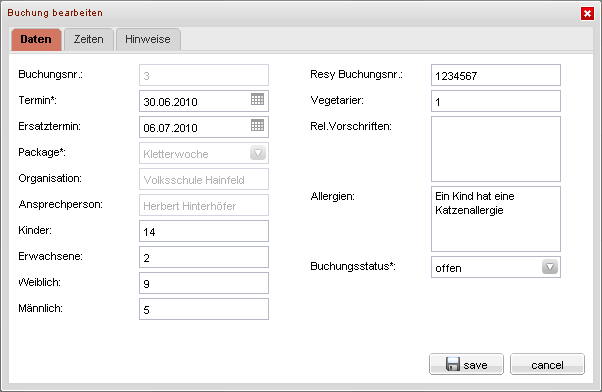 Buchung bearbeiten
Daten Zeiten Hinweise
Buchungsnr.: 3
Termin*: 30.06.2010
Ersatztermin: 06.07.2010
Package*: Kletterwoche
Organisation: Volksschule Hainfeld
Ansprechperson: Herbert Hinterhöfer
Kinder: 14
Erwachsene: 2
Weiblich: 9
Männlich: 5
Resy Buchungsnr.: 1234567
Vegetarier: 1
Rel.Vorschriften:
Allergien: Ein Kind hat eine
Katzenallergie
Buchungsstatus*: offen
save cancel